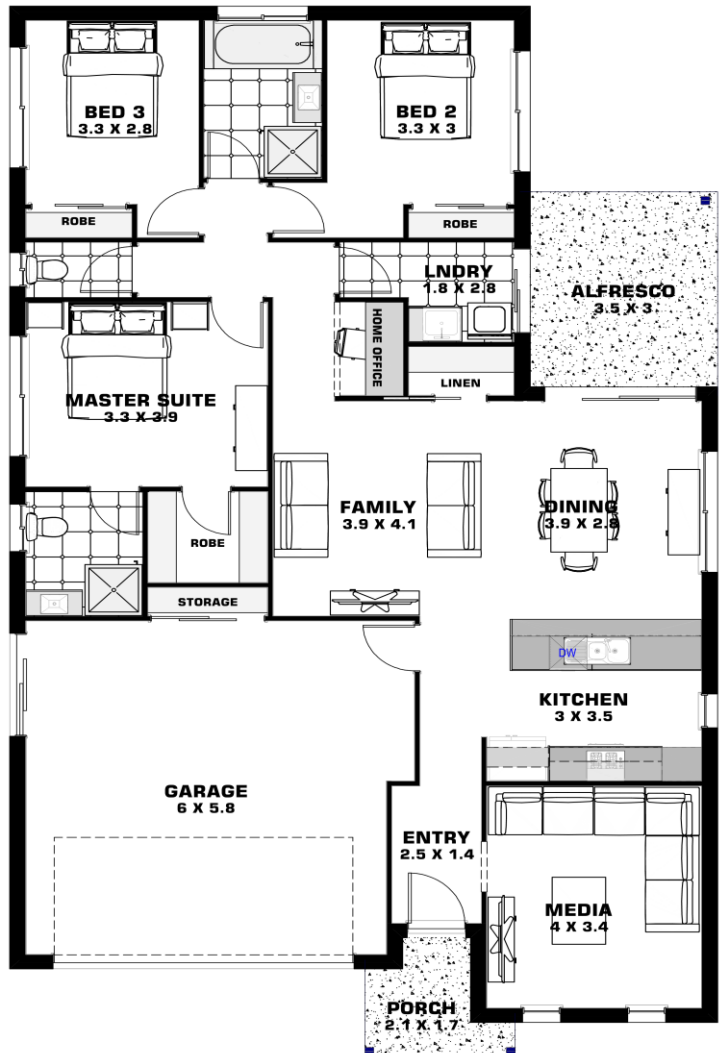 BED 3
3.3 X 2.8
BED 2
3.3 X 3
ROBE
ROBE
LNDRY
1.8 X 2.8
ALFRESCO
3.5 X 3
HOME OFFICE
LINEN
MASTER SUITE
3.3 X 3.9
FAMILY
3.9 X 4.1
DINING
3.9 X 2.8
ROBE
STORAGE
DW
KITCHEN
3 X 3.5
GARAGE
6 X 5.8
ENTRY
2.5 X 1.4
MEDIA
4 X 3.4
PORCH
2.1 X 1.7